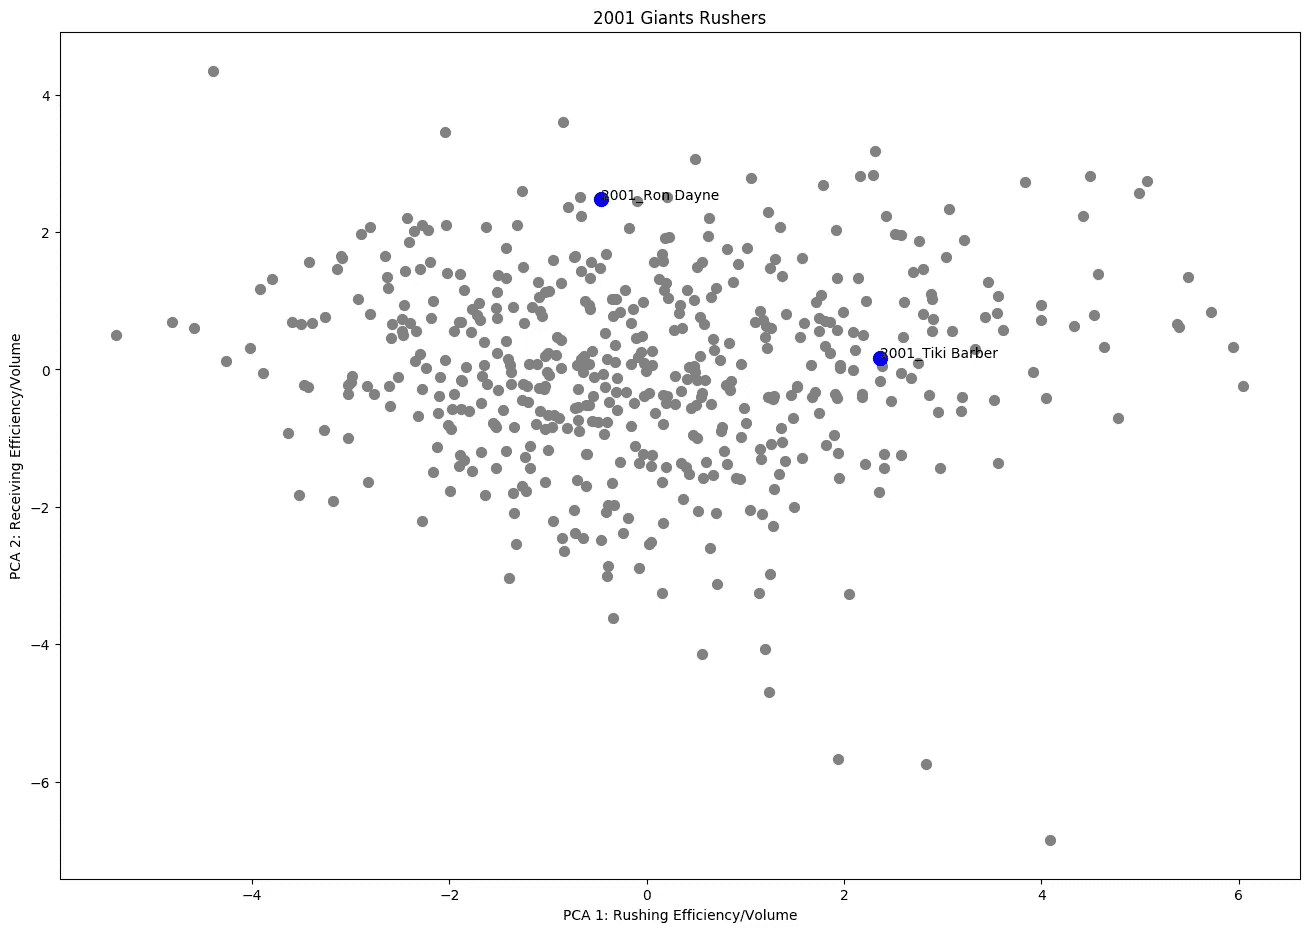 2001 Giants Rushers
4
2
0
−2
−4
−6
PCA 2: Receiving Efficiency/Volume
2001_Ron Dayne
2001_Tiki Barber
−4 −2 0 2 4 6
PCA 1: Rushing Efficiency/Volume